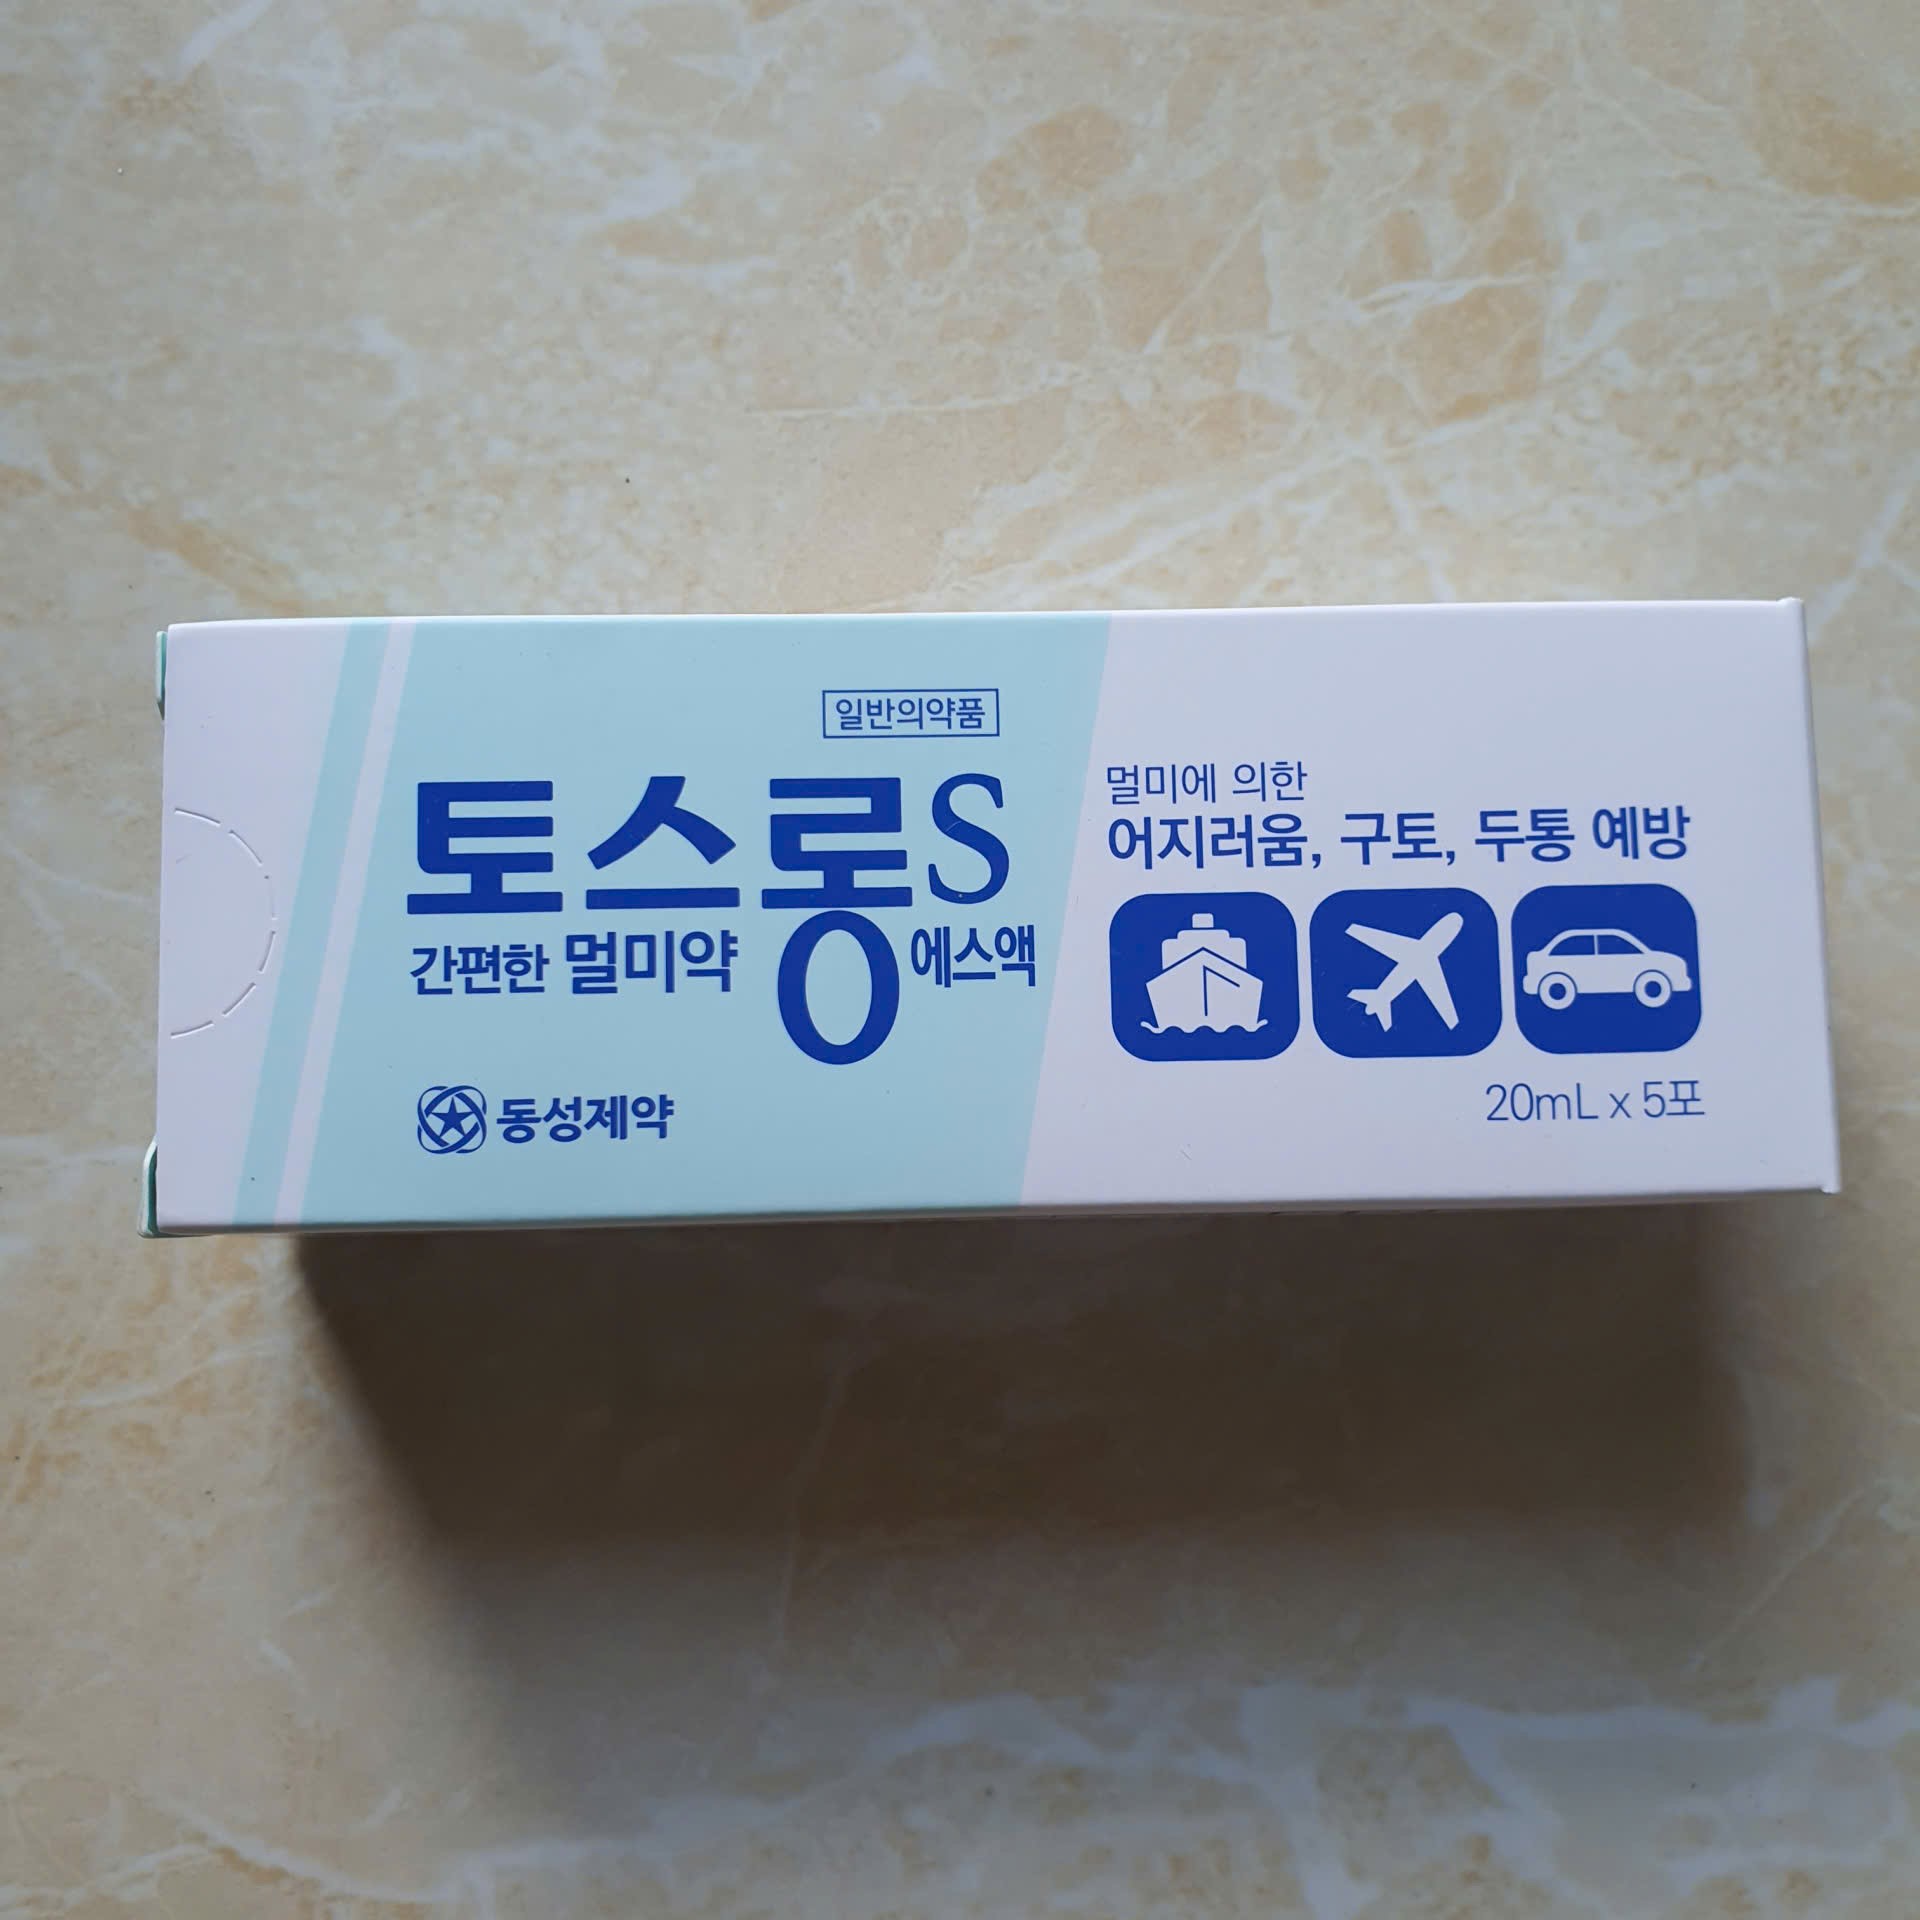 일반의약품
토스롱S
간편한 멀미약
에스액
동성제약
멀미에 의한
어지러움, 구토, 두통 예방
20mL x 5포